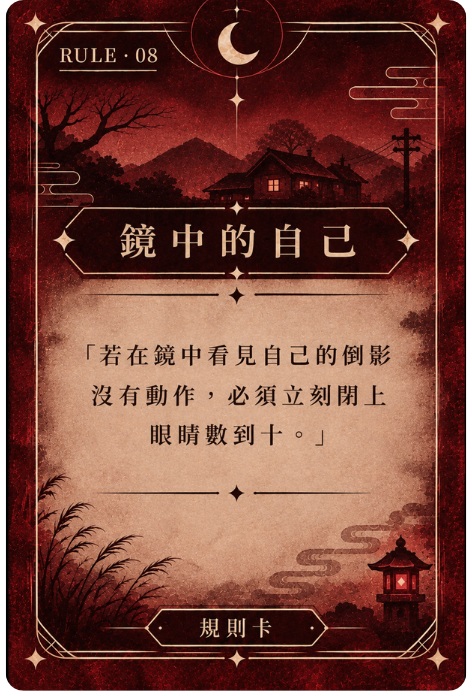 RULE · 08
鏡中的自己
「若在鏡中看見自己的倒影
沒有動作，必須立刻閉上
眼睛數到十。」
規則卡